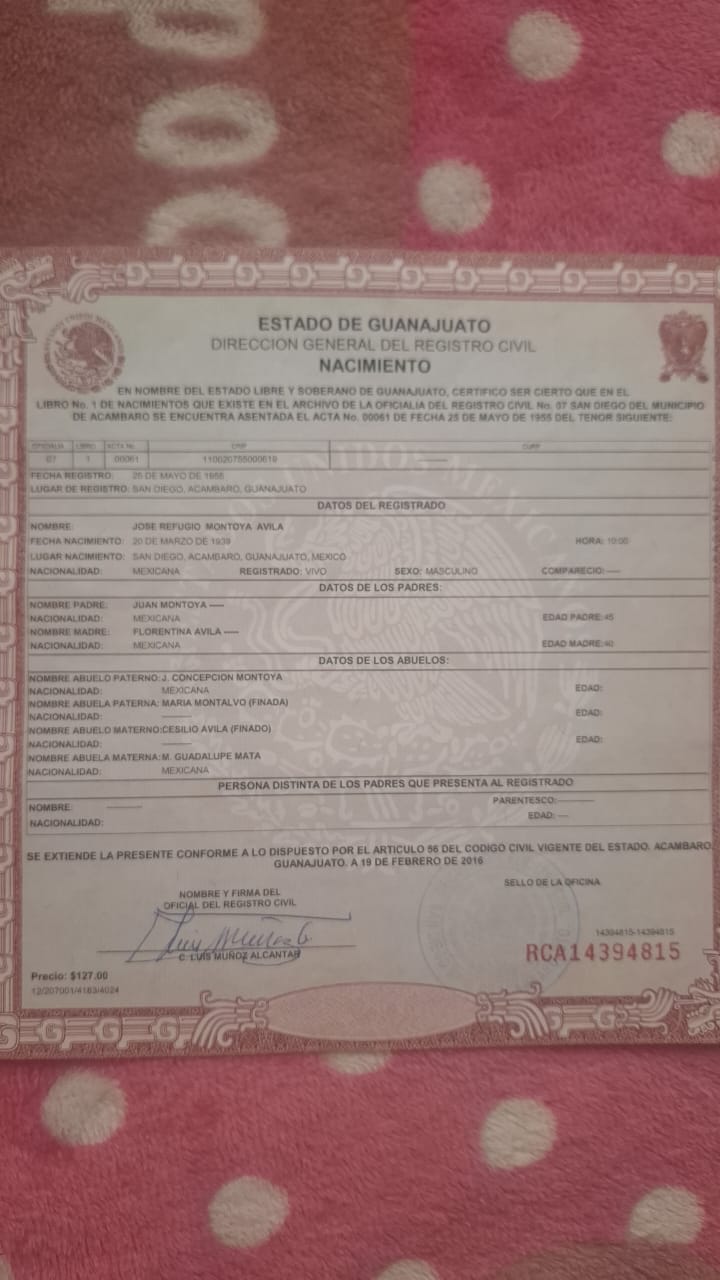 ESTADO DE GUANAJUATO
DIRECCION GENERAL DEL REGISTRO CIVIL
NACIMIENTO
EN NOMBRE DEL ESTADO LIBRE Y SOBERANO DE GUANAJUATO, CERTIFICO SER CIERTO QUE EN EL
LIBRO No. 1 DE NACIMIENTOS QUE EXISTE EN EL ARCHIVO DE LA OFICIALIA DEL REGISTRO CIVIL No. 07 SAN DIEGO DEL MUNICIPIO
DE ACAMBARO SE ENCUENTRA ASENTADA EL ACTA No. 00061 DE FECHA 25 DE MAYO DE 1955 DEL TENOR SIGUIENTE:
OFICIALIA LIBRO ACTA No. CRIP CURP
07 1 00061 110020755000619 ———
FECHA REGISTRO: 25 DE MAYO DE 1955
LUGAR DE REGISTRO: SAN DIEGO, ACAMBARO, GUANAJUATO
DATOS DEL REGISTRADO
NOMBRE: JOSE REFUGIO MONTOYA AVILA
FECHA NACIMIENTO: 20 DE MARZO DE 1939 HORA: 10:00
LUGAR NACIMIENTO: SAN DIEGO, ACAMBARO, GUANAJUATO, MEXICO
NACIONALIDAD: MEXICANA REGISTRADO: VIVO SEXO: MASCULINO COMPARECIO: ——
DATOS DE LOS PADRES:
NOMBRE PADRE: JUAN MONTOYA ——
NACIONALIDAD: MEXICANA EDAD PADRE: 45
NOMBRE MADRE: FLORENTINA AVILA ——
NACIONALIDAD: MEXICANA EDAD MADRE: 40
DATOS DE LOS ABUELOS:
NOMBRE ABUELO PATERNO: J. CONCEPCION MONTOYA
NACIONALIDAD: MEXICANA EDAD:
NOMBRE ABUELA PATERNA: MARIA MONTALVO (FINADA)
NACIONALIDAD: ——— EDAD:
NOMBRE ABUELO MATERNO: CESILIO AVILA (FINADO)
NACIONALIDAD: ——— EDAD:
NOMBRE ABUELA MATERNA: M. GUADALUPE MATA
NACIONALIDAD: MEXICANA
PERSONA DISTINTA DE LOS PADRES QUE PRESENTA AL REGISTRADO
NOMBRE: ——— PARENTESCO: ———
NACIONALIDAD: EDAD: —
SE EXTIENDE LA PRESENTE CONFORME A LO DISPUESTO POR EL ARTICULO 56 DEL CODIGO CIVIL VIGENTE DEL ESTADO. ACAMBARO,
GUANAJUATO. A 19 DE FEBRERO DE 2016
NOMBRE Y FIRMA DEL
OFICIAL DEL REGISTRO CIVIL
SELLO DE LA OFICINA
C. LUIS MUÑOZ ALCANTAR
14394815-14394815
RCA14394815
Precio: $127.00
12/207001/4183/4024